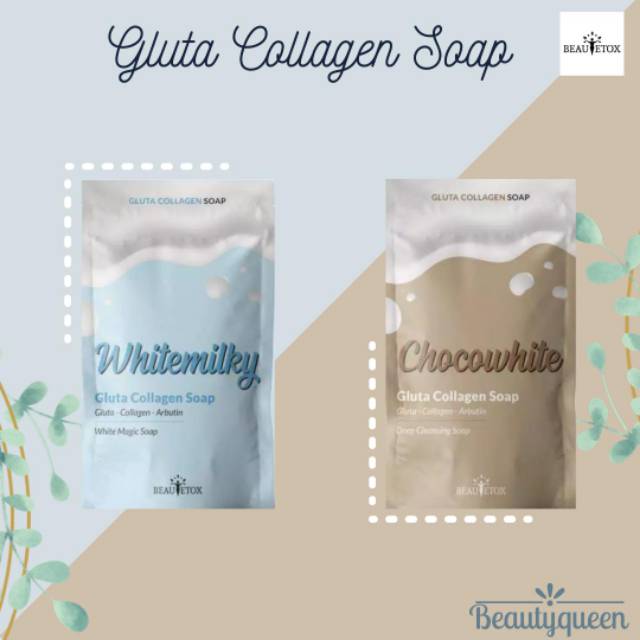 Gluta Collagen Soap
BEAUTETOX
GLUTA COLLAGEN SOAP
Whitemilky
Gluta Collagen Soap
Gluta - Collagen - Arbutin
White Magic Soap
BEAUTETOX
GLUTA COLLAGEN SOAP
Chocowhite
Gluta Collagen Soap
Gluta - Collagen - Arbutin
Deep Cleansing Soap
BEAUTETOX
Beautyqueen